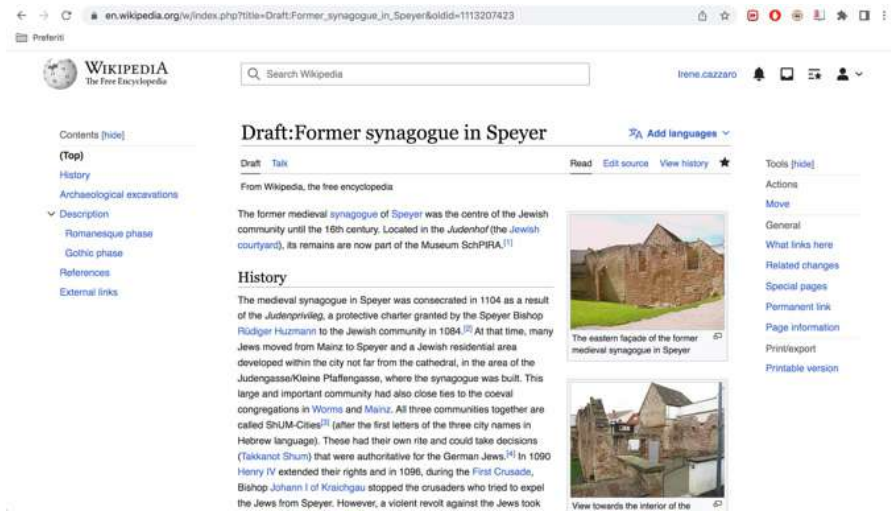 en.wikipedia.org/w/index.php?title=Draft:Former_synagogue_in_Speyer&oldid=1113207423
Preferiti
WIKIPEDIA
The Free Encyclopedia
Search Wikipedia
Irene.cazzaro
Contents [hide]
(Top)
History
Archaeological excavations
Description
Romanesque phase
Gothic phase
References
External links
Draft:Former synagogue in Speyer
Add languages
Draft Talk
Read Edit source View history
From Wikipedia, the free encyclopedia
The former medieval synagogue of Speyer was the centre of the Jewish
community until the 16th century. Located in the Judenhof (the Jewish
courtyard), its remains are now part of the Museum SchPIRA.[1]
History
The medieval synagogue in Speyer was consecrated in 1104 as a result
of the Judenprivileg, a protective charter granted by the Speyer Bishop
Rüdiger Huzmann to the Jewish community in 1084.[2] At that time, many
Jews moved from Mainz to Speyer and a Jewish residential area
developed within the city not far from the cathedral, in the area of the
Judengasse/Kleine Pfaffengasse, where the synagogue was built. This
large and important community had also close ties to the coeval
congregations in Worms and Mainz. All three communities together are
called ShUM-Cities[3] (after the first letters of the three city names in
Hebrew language). These had their own rite and could take decisions
(Takkanot Shum) that were authoritative for the German Jews.[4] In 1090
Henry IV extended their rights and in 1096, during the First Crusade,
Bishop Johann I of Kraichgau stopped the crusaders who tried to expel
the Jews from Speyer. However, a violent revolt against the Jews took
The eastern façade of the former
medieval synagogue in Speyer
View towards the interior of the
Tools [hide]
Actions
Move
General
What links here
Related changes
Special pages
Permanent link
Page information
Print/export
Printable version